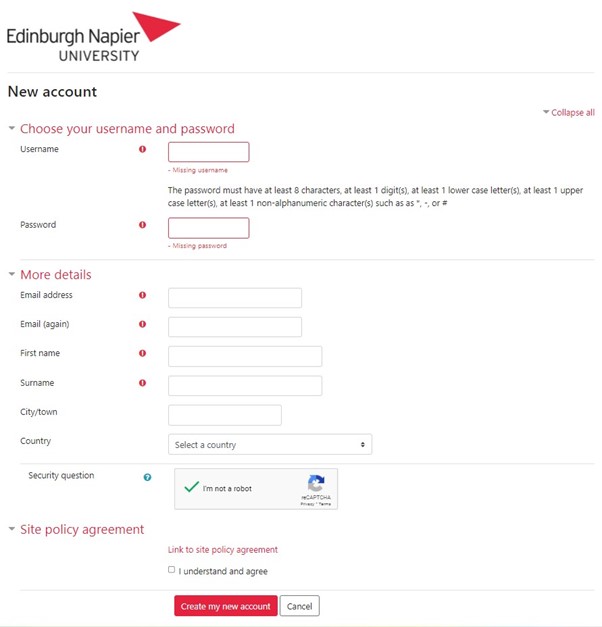 Edinburgh Napier
UNIVERSITY
New account
Collapse all
Choose your username and password
Username
- Missing username
The password must have at least 8 characters, at least 1 digit(s), at least 1 lower case letter(s), at least 1 upper
case letter(s), at least 1 non-alphanumeric character(s) such as as *, -, or #
Password
- Missing password
More details
Email address
Email (again)
First name
Surname
City/town
Country
Select a country
Security question
I'm not a robot
reCAPTCHA
Privacy - Terms
Site policy agreement
Link to site policy agreement
I understand and agree
Create my new account
Cancel